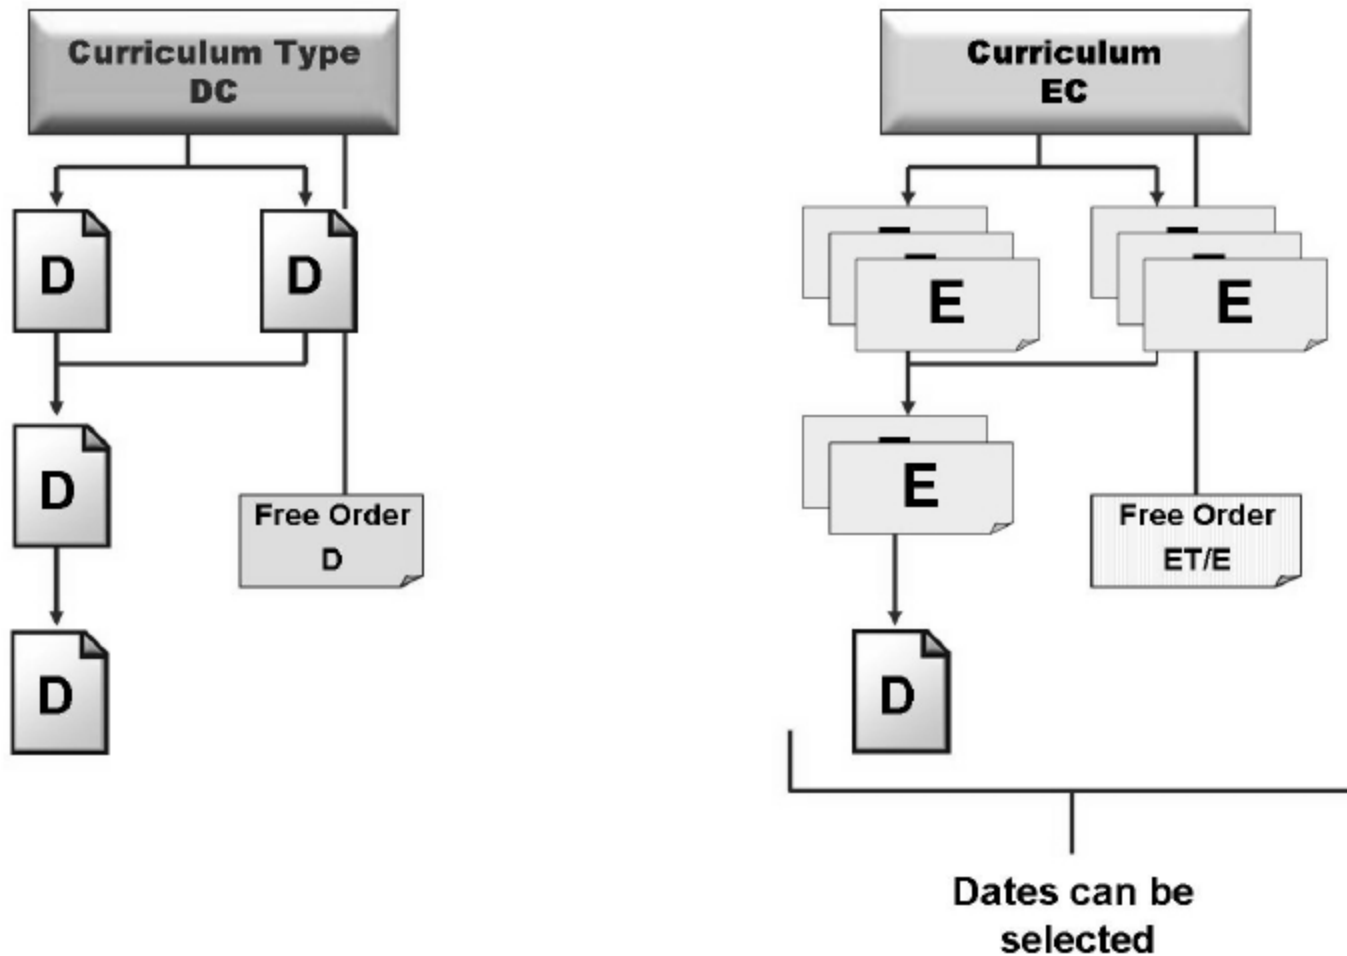 Curriculum Type
DC
D
D
D
Free Order
D
D
Curriculum
EC
E
E
E
Free Order
ET/E
D
Dates can be
selected